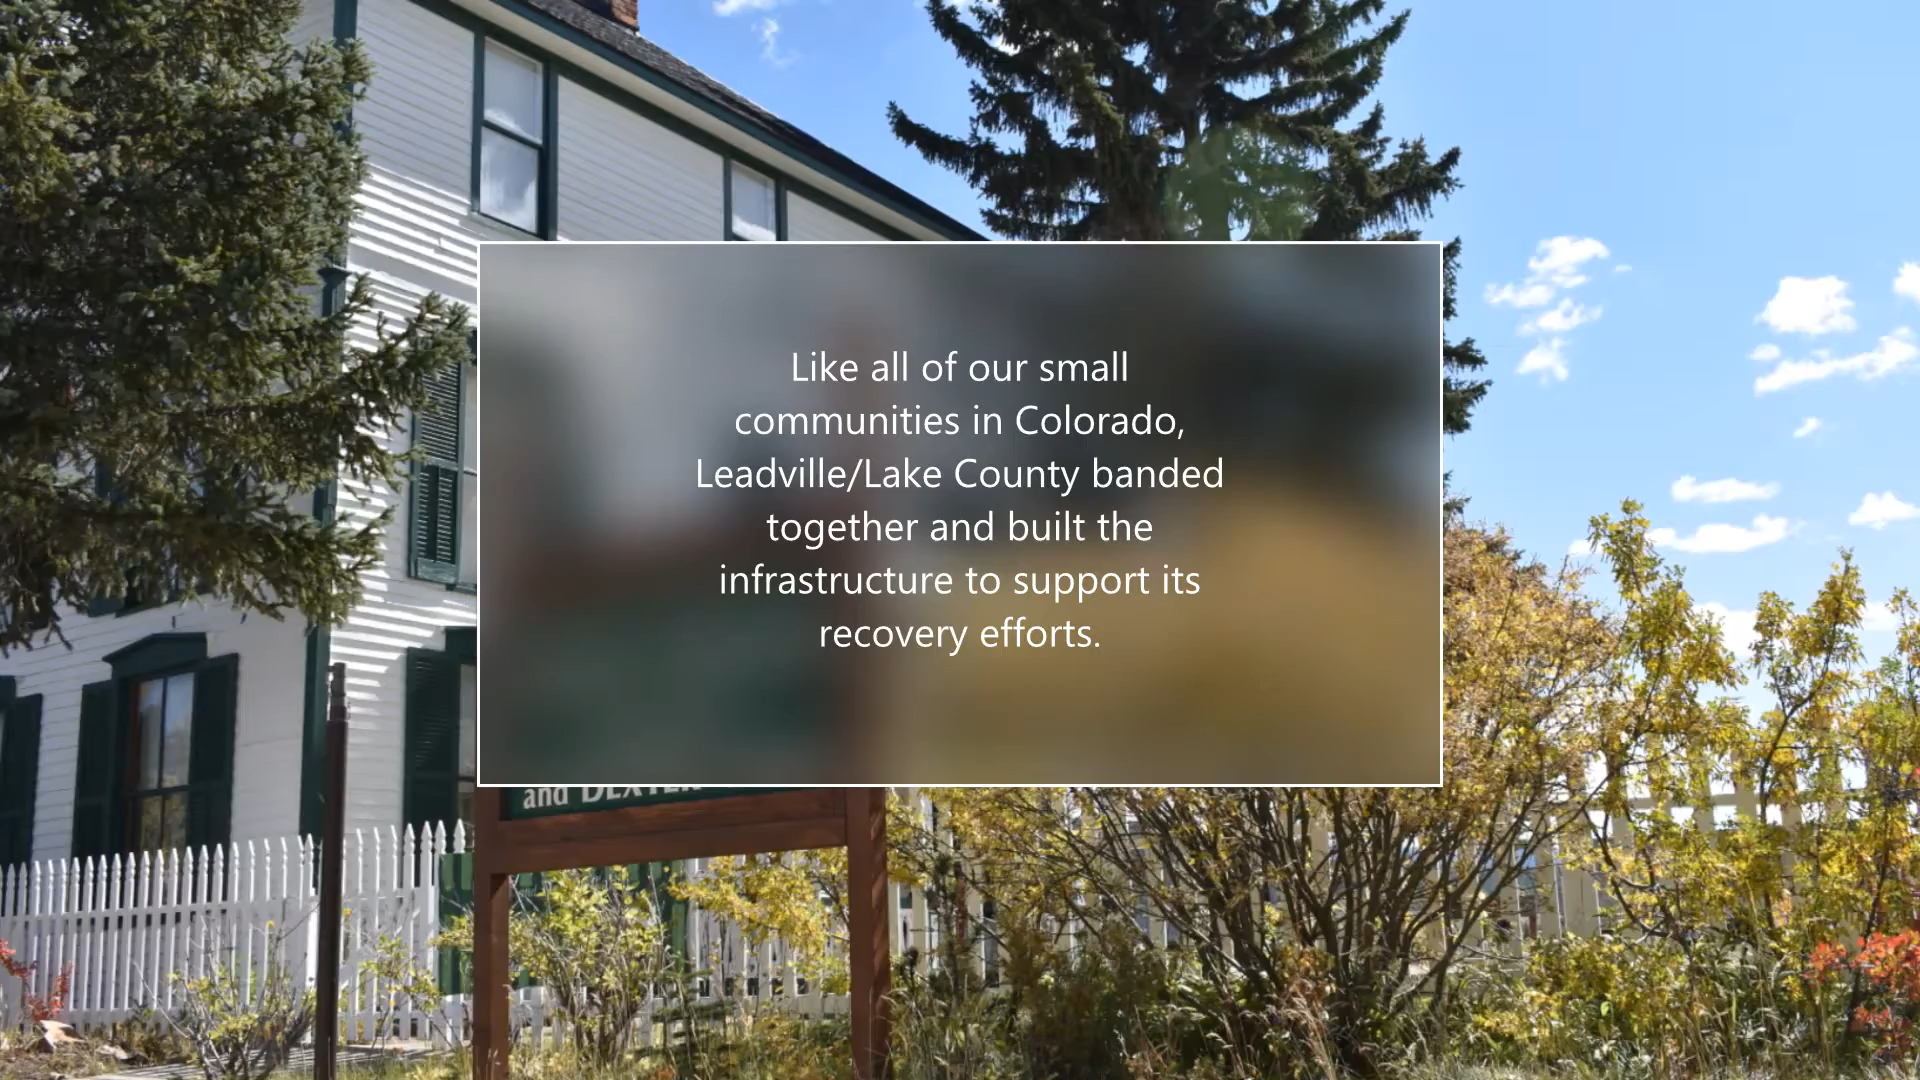 Like all of our small
communities in Colorado,
Leadville/Lake County banded
together and built the
infrastructure to support its
recovery efforts.
and DEXTER